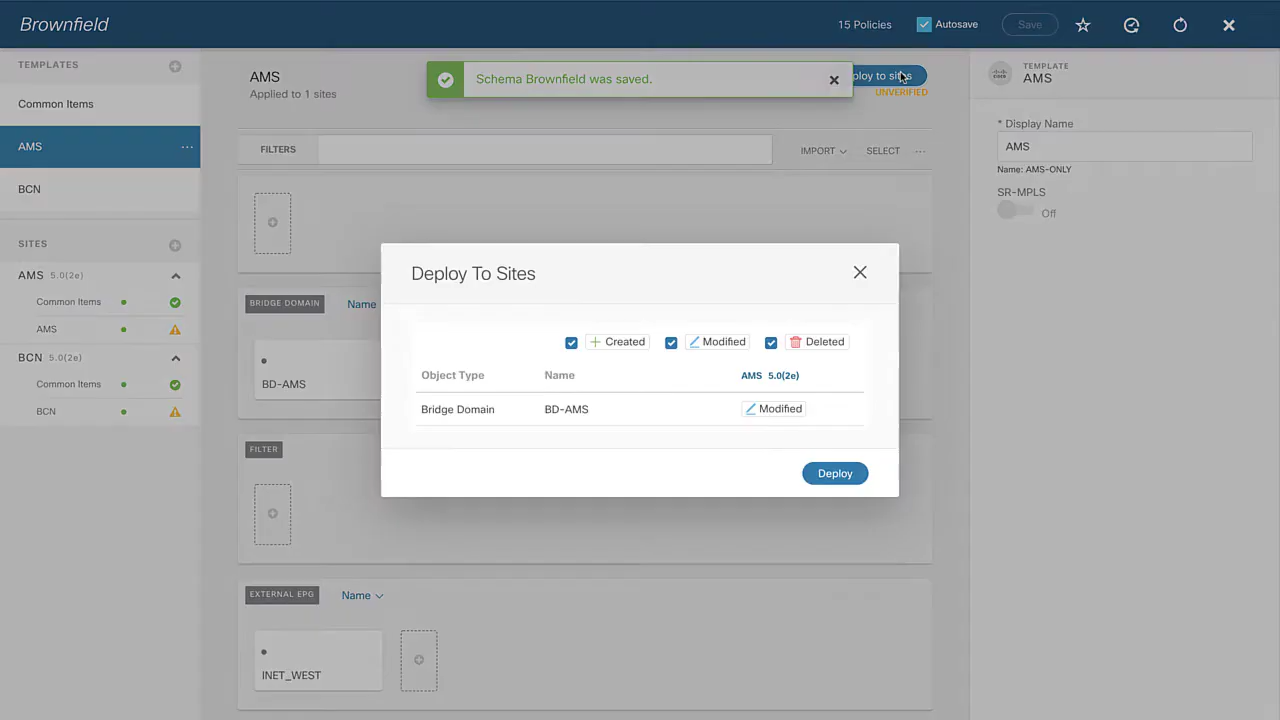 Brownfield
15 Policies
Autosave
Save
TEMPLATES
Common Items
AMS
BCN
SITES
AMS 5.0(2e)
Common Items
AMS
BCN 5.0(2e)
Common Items
BCN
AMS
Applied to 1 sites
Schema Brownfield was saved.
ploy to sites
UNVERIFIED
FILTERS
IMPORT
SELECT
BRIDGE DOMAIN
Name
BD-AMS
FILTER
EXTERNAL EPG
Name
INET_WEST
Deploy To Sites
Created
Modified
Deleted
Object Type Name AMS 5.0(2e)
Bridge Domain BD-AMS Modified
Deploy
TEMPLATE
AMS
* Display Name
AMS
Name: AMS-ONLY
SR-MPLS
Off